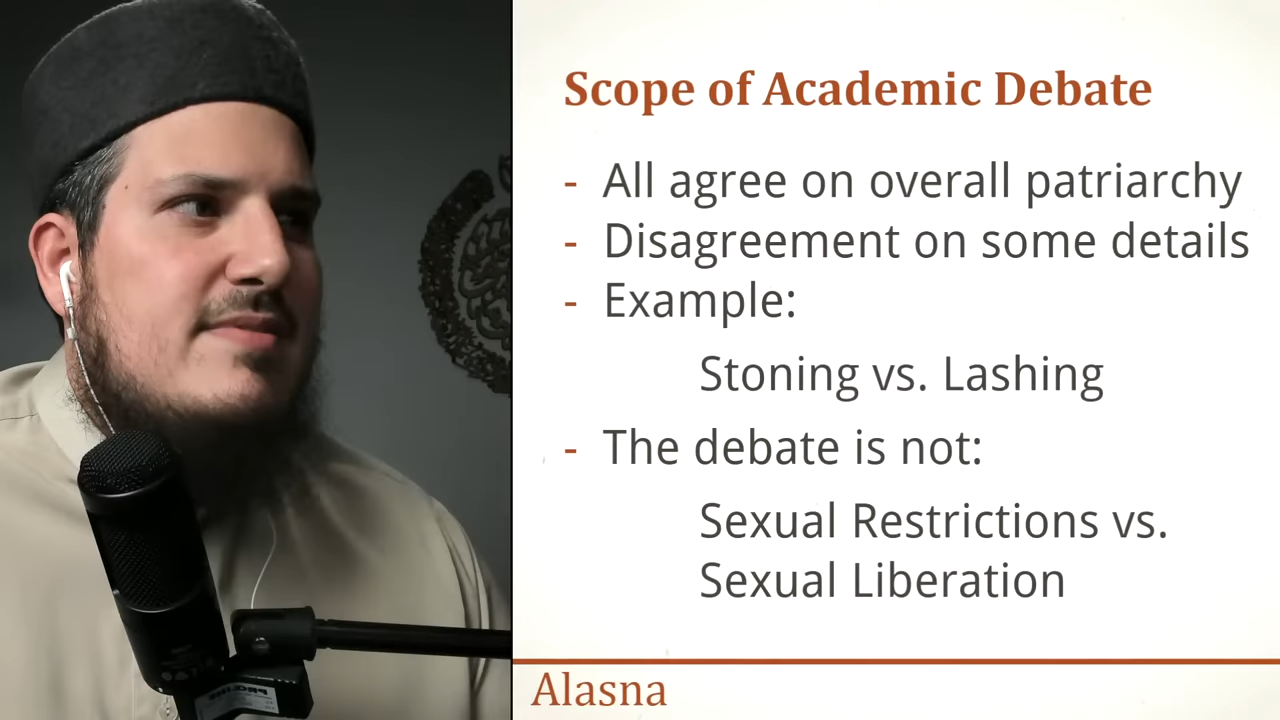 Scope of Academic Debate
- All agree on overall patriarchy
- Disagreement on some details
- Example:
Stoning vs. Lashing
- The debate is not:
Sexual Restrictions vs.
Sexual Liberation
Alasna